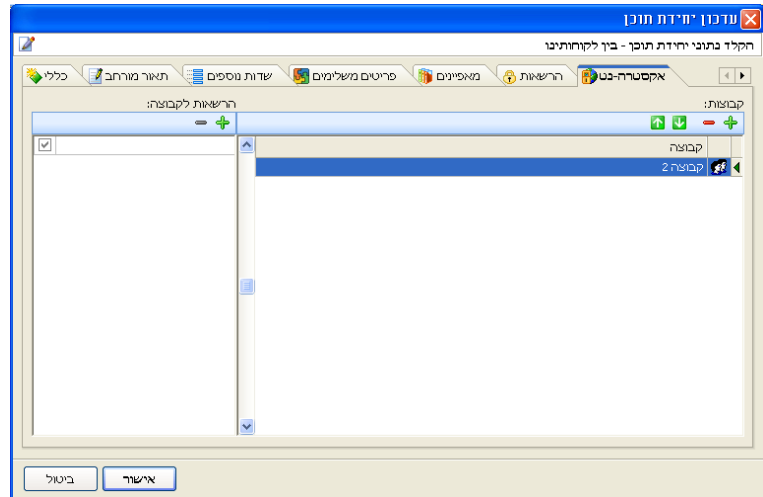 עדכון יחידת תוכן
הקלד נתוני יחידת תוכן - בין לקוחותינו
כללי תאור מורחב שדות נוספים פריטים משלימים מאפיינים הרשאות אקסטרה-נט
קבוצות:
הרשאות לקבוצה:
קבוצה
קבוצה 2
אישור
ביטול